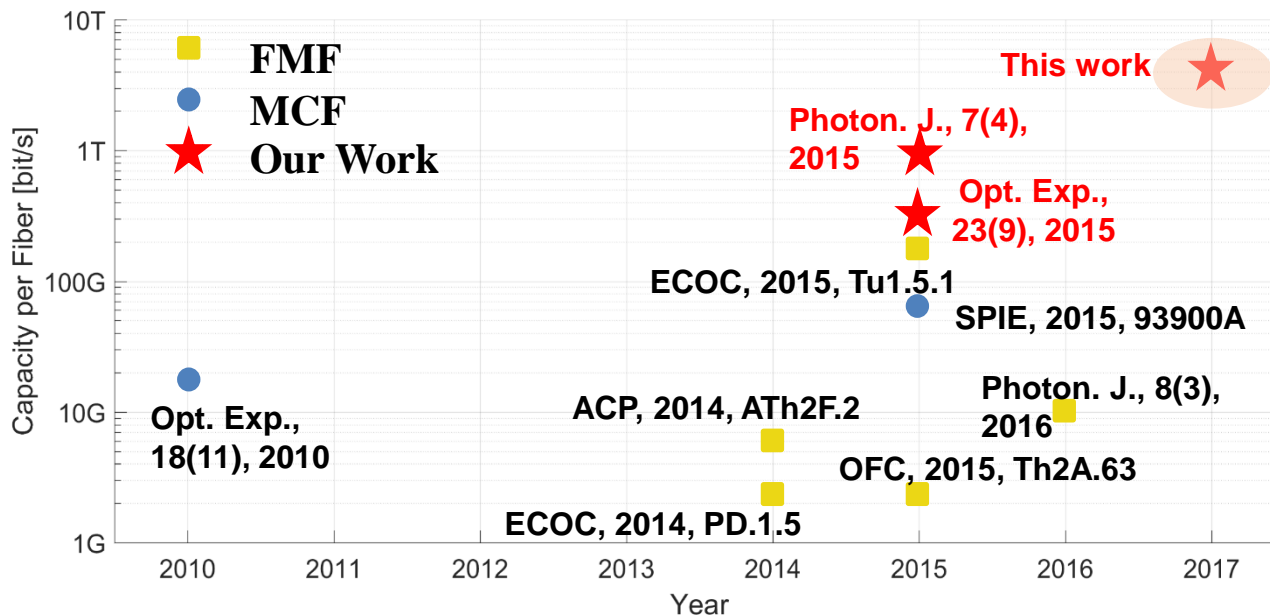 10T
FMF
This work
MCF
Photon. J., 7(4),
2015
1T
Our Work
Opt. Exp.,
23(9), 2015
ECOC, 2015, Tu1.5.1
100G
SPIE, 2015, 93900A
Photon. J., 8(3),
2016
ACP, 2014, ATh2F.2
10G
Opt. Exp.,
18(11), 2010
OFC, 2015, Th2A.63
ECOC, 2014, PD.1.5
1G
2010 2011 2012 2013 2014 2015 2016 2017
Year
Capacity per Fiber [bit/s]